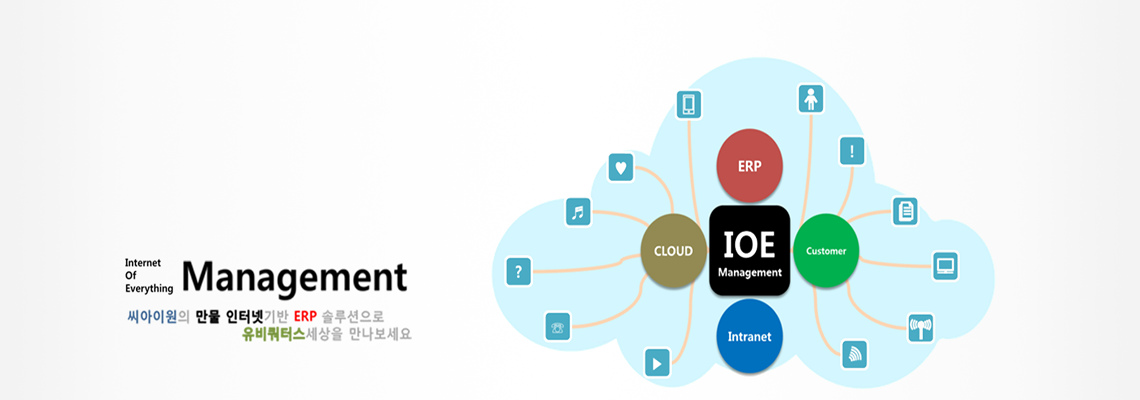 Internet
Of
Everything
Management
씨아이원의 만물 인터넷기반 ERP 솔루션으로
유비쿼터스세상을 만나보세요
ERP
CLOUD
IOE
Management
Customer
Intranet
!
?